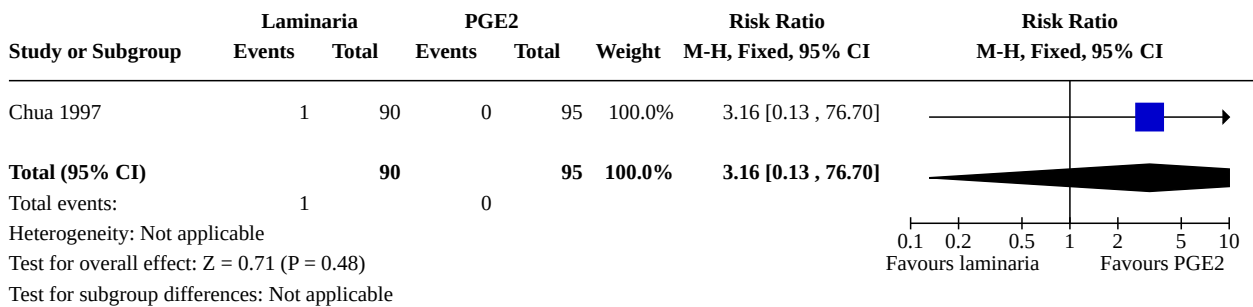 Laminaria PGE2 Risk Ratio Risk Ratio
Study or Subgroup Events Total Events Total Weight M-H, Fixed, 95% CI M-H, Fixed, 95% CI
Chua 1997 1 90 0 95 100.0% 3.16 [0.13 , 76.70]
Total (95% CI) 90 95 100.0% 3.16 [0.13 , 76.70]
Total events: 1 0
Heterogeneity: Not applicable
0.1 0.2 0.5 1 2 5 10
Test for overall effect: Z = 0.71 (P = 0.48) Favours laminaria Favours PGE2
Test for subgroup differences: Not applicable